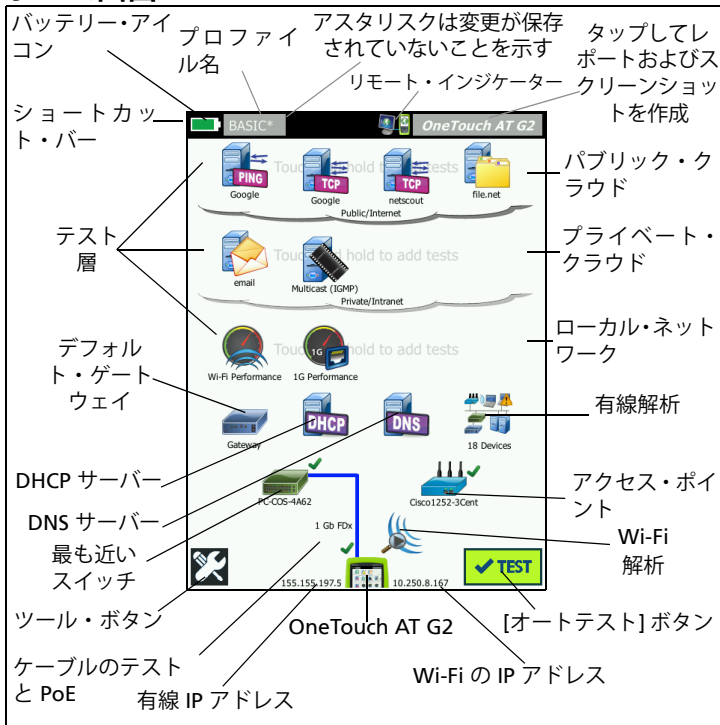 バッテリー・アイ
コン
プロファイ
ル名
アスタリスクは変更が保存
されていないことを示す
タップしてレ
ポートおよびス
クリーンショッ
トを作成
リモート・インジケーター
ショートカッ
ト・バー
BASIC*
OneTouch AT G2
PING
TCP
TCP
Touch and hold to add tests
Google
Google
netscout
file.net
Public/Internet
パブリック・ク
ラウド
テスト
層
Touch and hold to add tests
email
Multicast (IGMP)
Private/Intranet
プライベート・
クラウド
1G
Touch and hold to add tests
Wi-Fi Performance
1G Performance
ローカル・ネット
ワーク
デフォル
ト・ゲート
ウェイ
DHCP
DNS
Gateway
18 Devices
有線解析
DHCP サーバー
PC-COS-4A62
Cisco1252-3Cent
アクセス・ポイ
ント
DNS サーバー
1 Gb FDx
Wi-Fi
解析
最も近い
スイッチ
TEST
155.155.197.5
10.250.8.167
ツール・ボタン
OneTouch AT G2
[オートテスト] ボタン
ケーブルのテスト
と PoE
有線 IP アドレス
Wi-Fi の IP アドレス